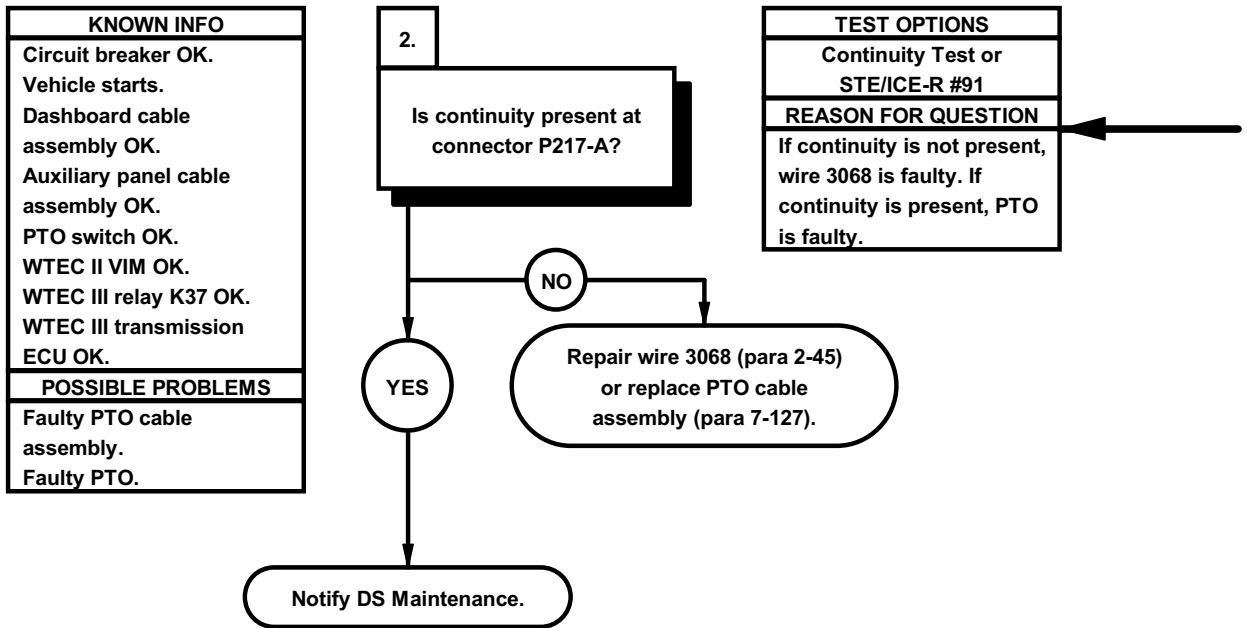 KNOWN INFO
Circuit breaker OK.
Vehicle starts.
Dashboard cable
assembly OK.
Auxiliary panel cable
assembly OK.
PTO switch OK.
WTEC II VIM OK.
WTEC III relay K37 OK.
WTEC III transmission
ECU OK.
POSSIBLE PROBLEMS
Faulty PTO cable
assembly.
Faulty PTO.
2.
Is continuity present at
connector P217-A?
TEST OPTIONS
Continuity Test or
STE/ICE-R #91
REASON FOR QUESTION
If continuity is not present,
wire 3068 is faulty. If
continuity is present, PTO
is faulty.
NO
Repair wire 3068 (para 2-45)
or replace PTO cable
assembly (para 7-127).
YES
Notify DS Maintenance.